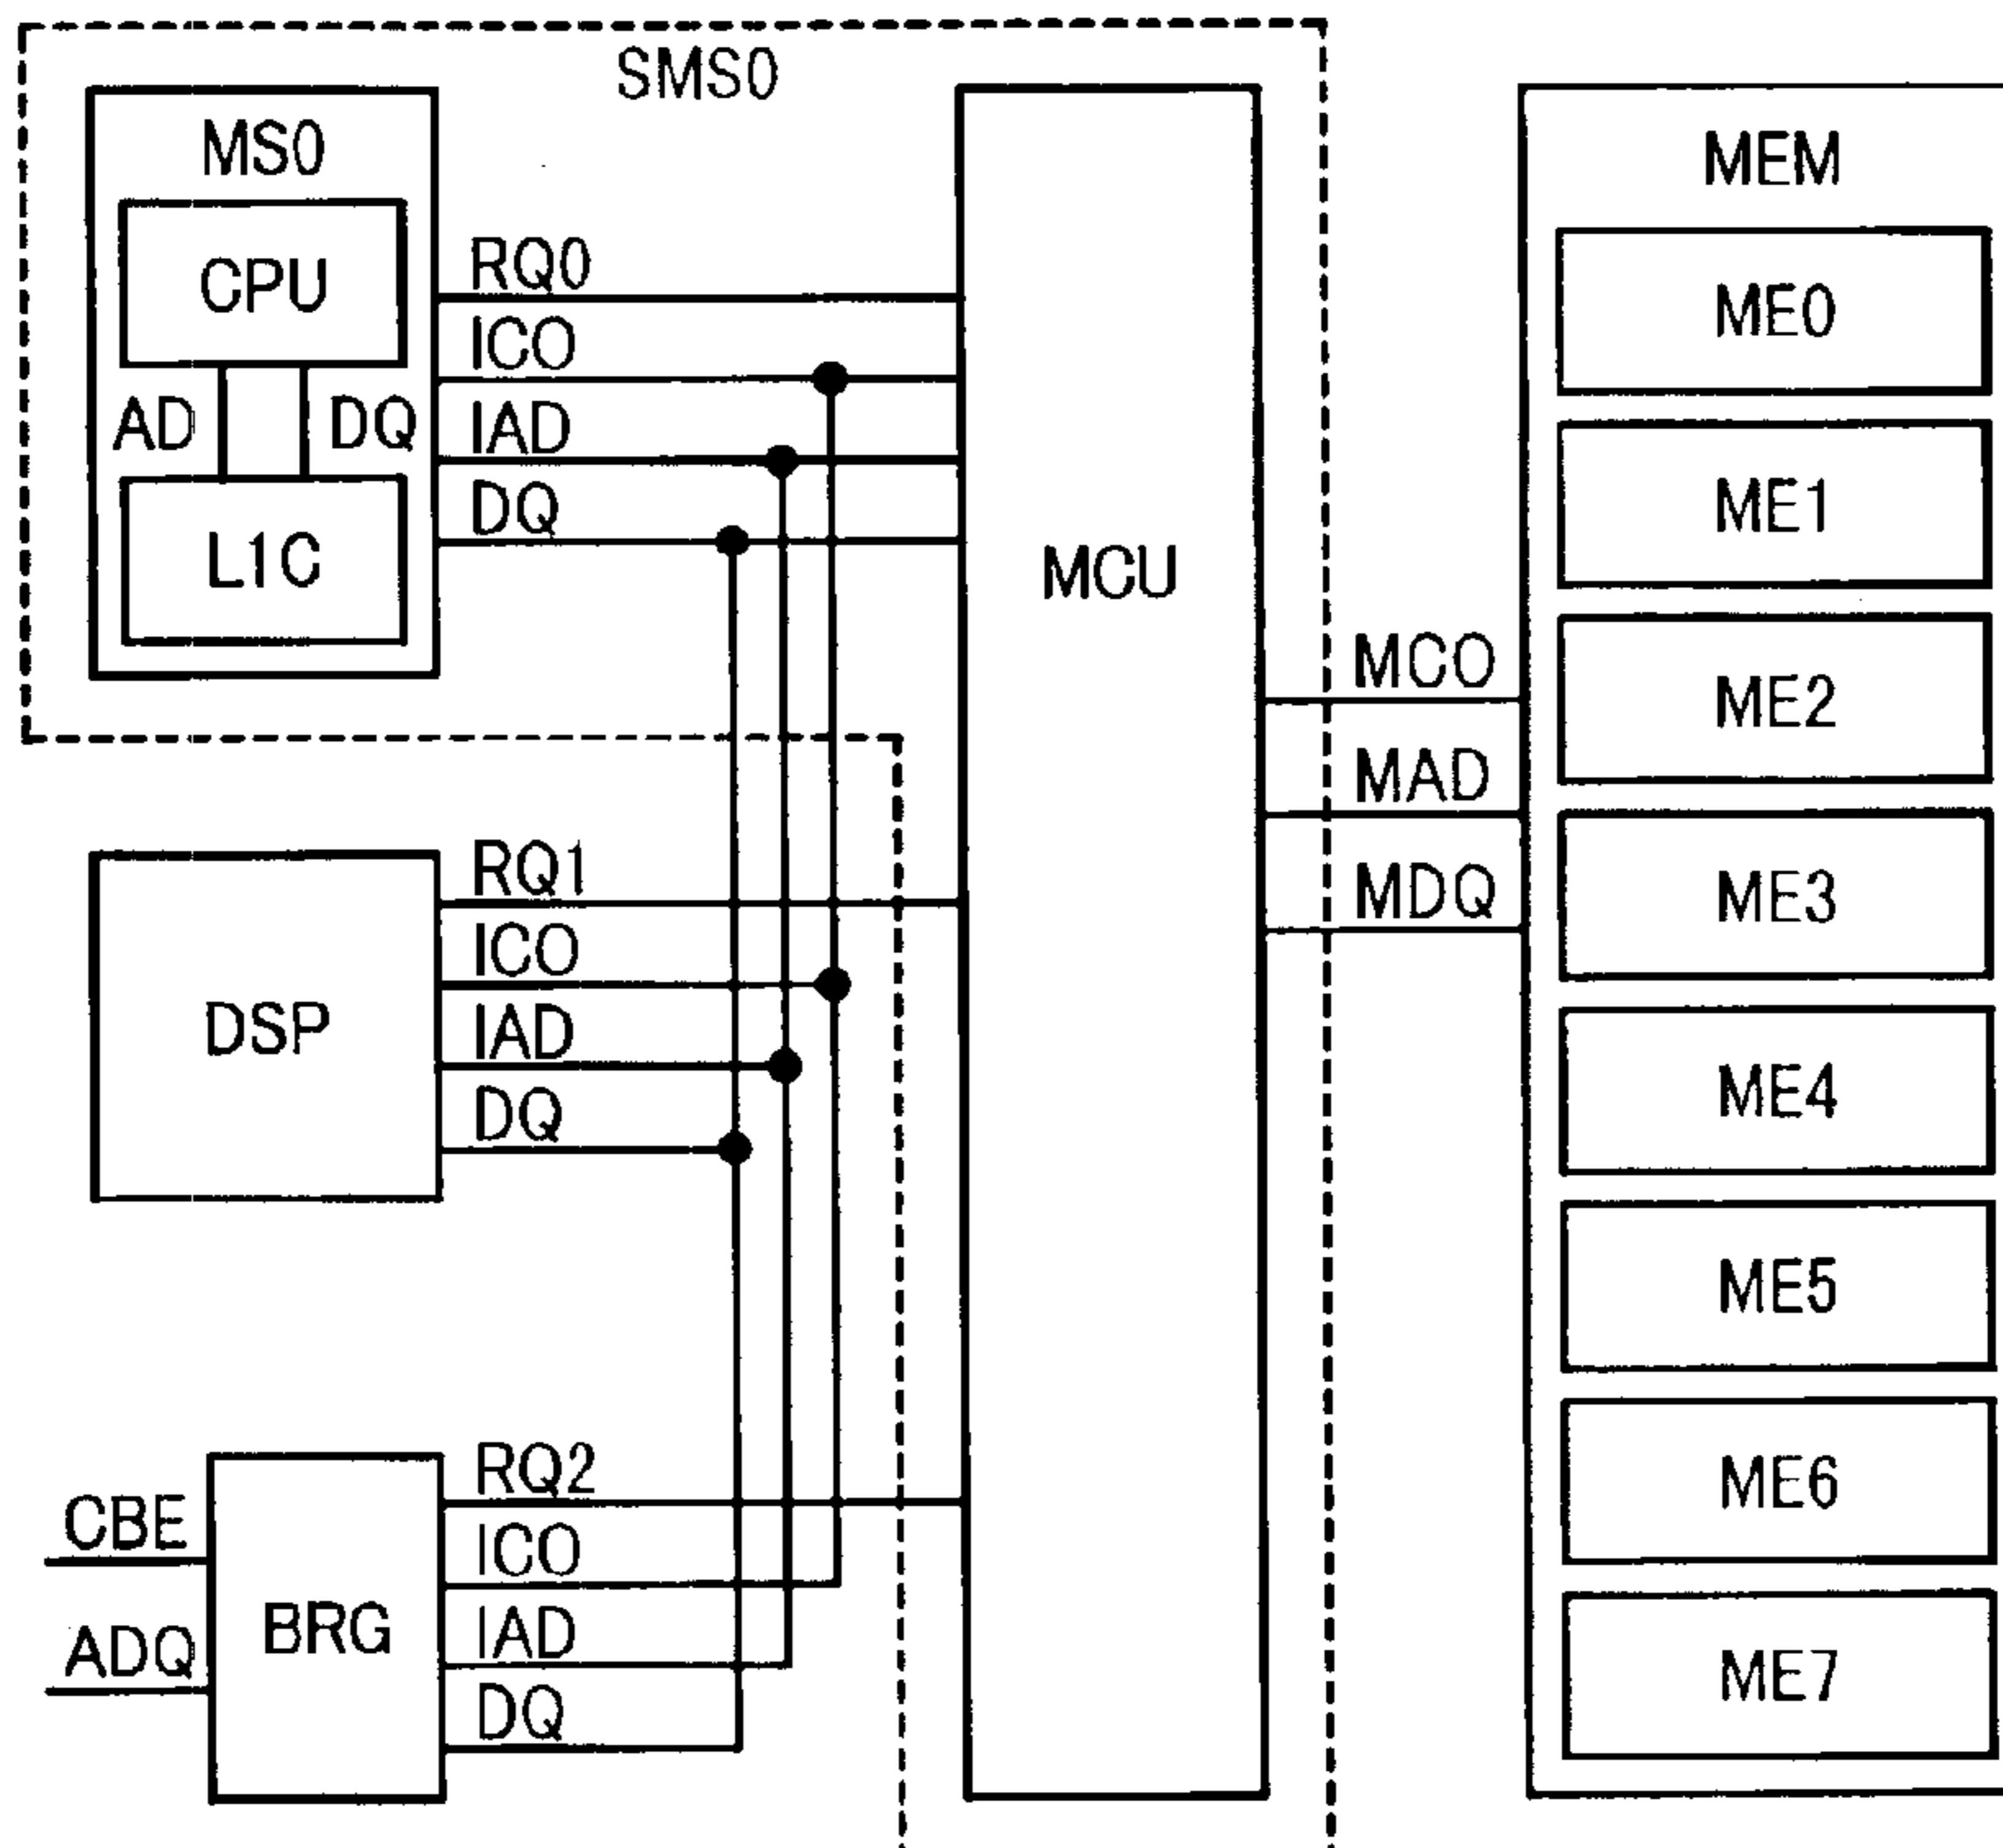 SMS0
MS0
CPU
AD
DQ
L1C
RQ0
ICO
IAD
DQ
MCU
MCO
MAD
MDQ
MEM
ME0
ME1
ME2
ME3
ME4
ME5
ME6
ME7
DSP
RQ1
ICO
IAD
DQ
CBE
ADQ
BRG
RQ2
ICO
IAD
DQ